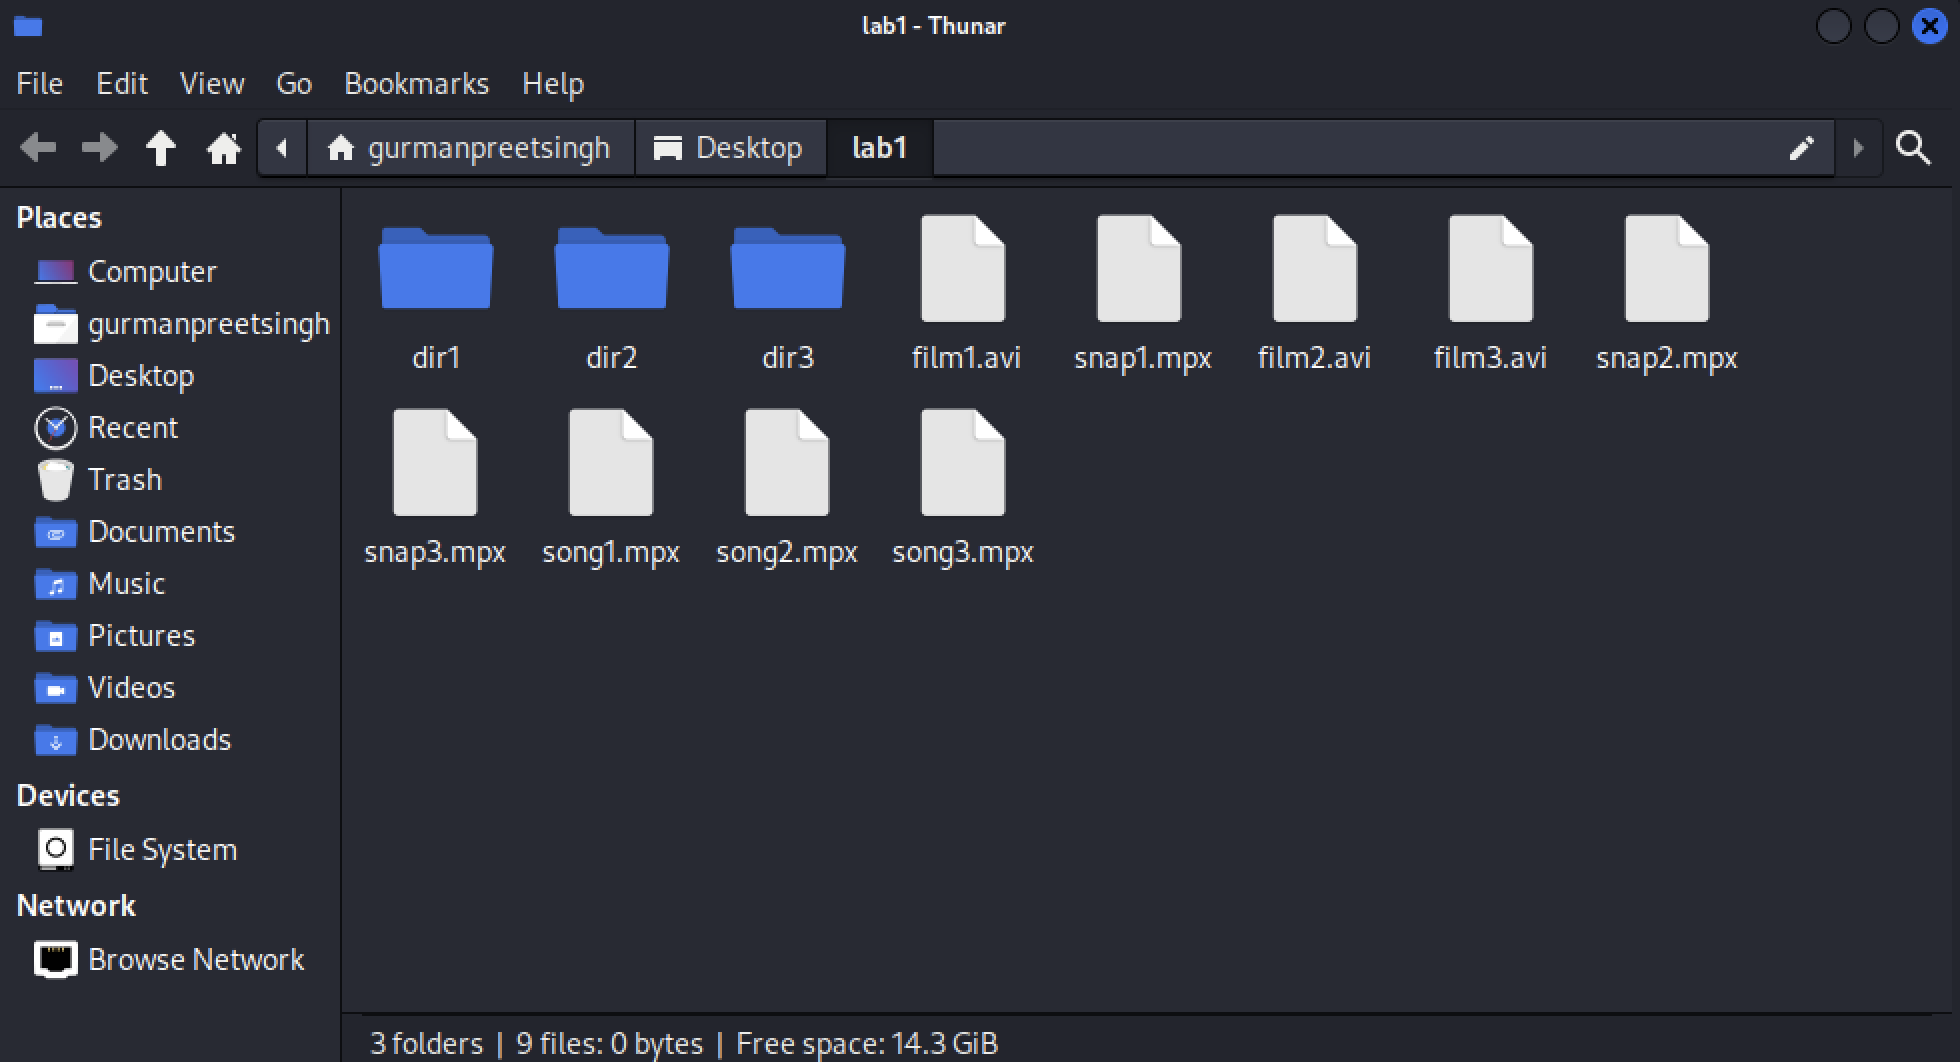 lab1 - Thunar
File Edit View Go Bookmarks Help
gurmanpreetsingh Desktop lab1
Places
Computer
gurmanpreetsingh
Desktop
Recent
Trash
Documents
Music
Pictures
Videos
Downloads
Devices
File System
Network
Browse Network
dir1 dir2 dir3 film1.avi snap1.mpx film2.avi film3.avi snap2.mpx
snap3.mpx song1.mpx song2.mpx song3.mpx
3 folders | 9 files: 0 bytes | Free space: 14.3 GiB